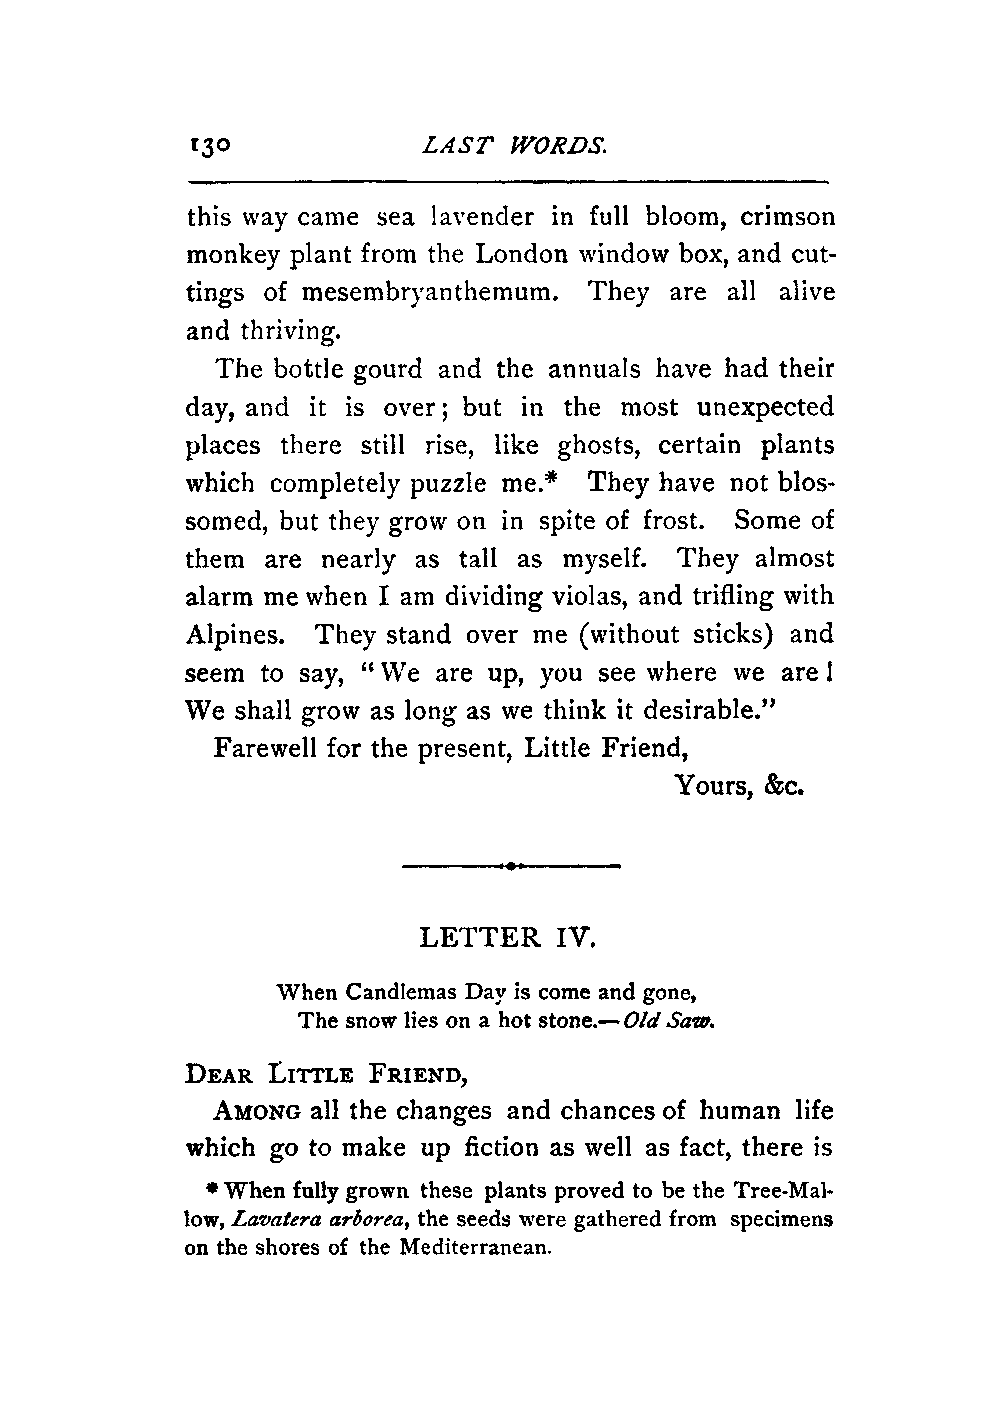 130 LAST WORDS.
this way came sea lavender in full bloom, crimson
monkey plant from the London window box, and cut-
tings of mesembryanthemum. They are all alive
and thriving.
The bottle gourd and the annuals have had their
day, and it is over; but in the most unexpected
places there still rise, like ghosts, certain plants
which completely puzzle me.* They have not blos-
somed, but they grow on in spite of frost. Some of
them are nearly as tall as myself. They almost
alarm me when I am dividing violas, and trifling with
Alpines. They stand over me (without sticks) and
seem to say, “We are up, you see where we are!
We shall grow as long as we think it desirable.”
Farewell for the present, Little Friend,
Yours, &c.
LETTER IV.
When Candlemas Day is come and gone,
The snow lies on a hot stone.—Old Saw.
DEAR LITTLE FRIEND,
AMONG all the changes and chances of human life
which go to make up fiction as well as fact, there is
* When fully grown these plants proved to be the Tree-Mal-
low, Lavatera arborea, the seeds were gathered from specimens
on the shores of the Mediterranean.